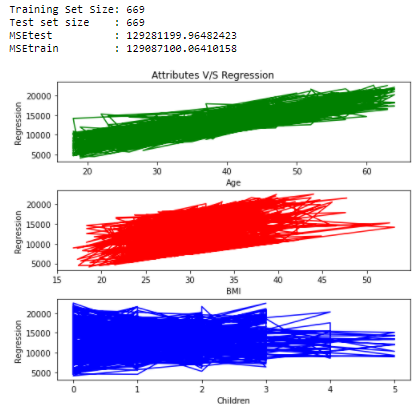 Training Set Size: 669
Test set size : 669
MSEtest : 129281199.96482423
MSEtrain : 129087100.06410158
Attributes V/S Regression
Regression
20000
15000
10000
5000
20 30 40 50 60
Age
Regression
20000
15000
10000
5000
15 20 25 30 35 40 45 50
BMI
Regression
20000
15000
10000
5000
0 1 2 3 4 5
Children